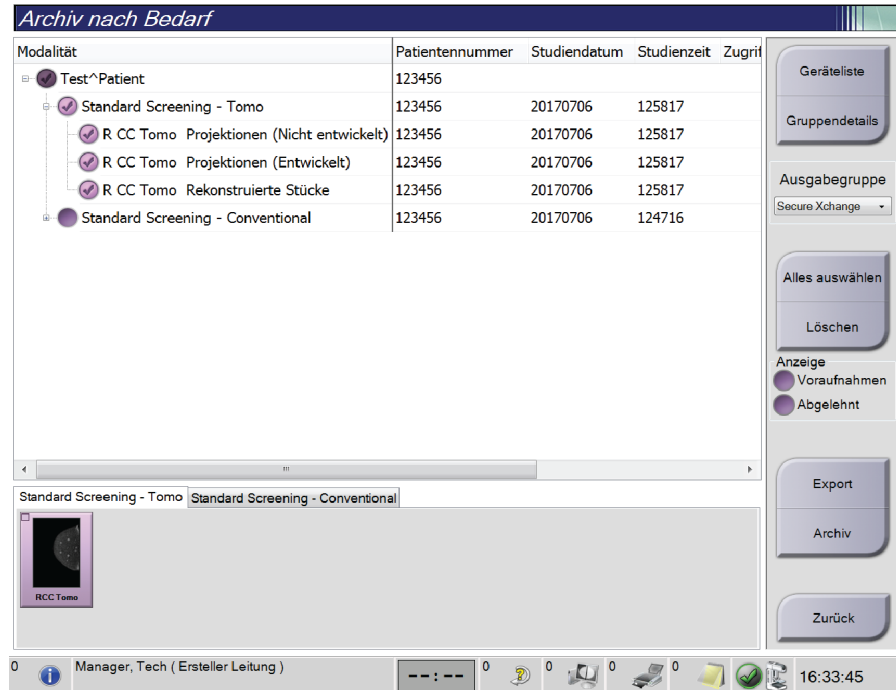 Archiv nach Bedarf
Modalität Patientennummer Studiendatum Studienzeit Zugrif
Test^Patient 123456
Standard Screening - Tomo 123456 20170706 125817
R CC Tomo Projektionen (Nicht entwickelt) 123456 20170706 125817
R CC Tomo Projektionen (Entwickelt) 123456 20170706 125817
R CC Tomo Rekonstruierte Stücke 123456 20170706 125817
Standard Screening - Conventional 123456 20170706 124716
Geräteliste
Gruppendetails
Ausgabegruppe
Secure Xchange
Alles auswählen
Löschen
Anzeige
Voraufnahmen
Abgelehnt
Export
Archiv
Zurück
Standard Screening - Tomo Standard Screening - Conventional
RCC Tomo
0 Manager, Tech ( Ersteller Leitung ) --:-- 0 0 0 0 16:33:45